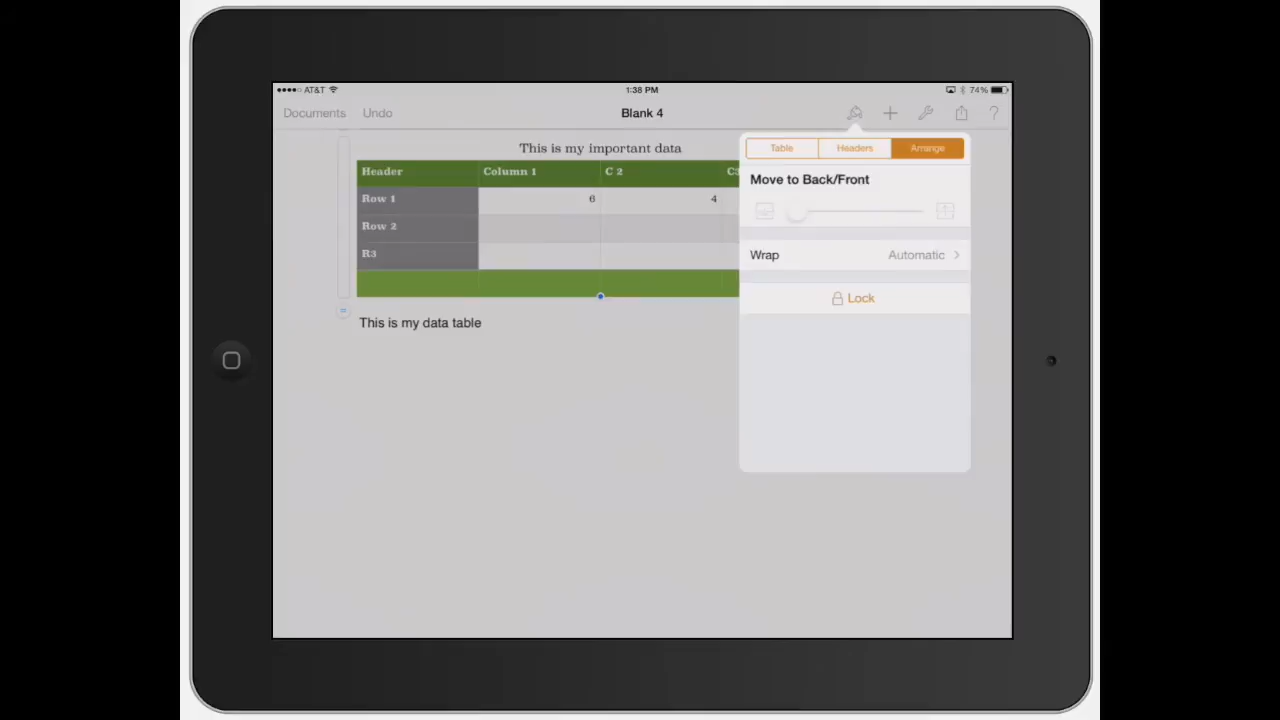 AT&T 1:38 PM 74%
Documents Undo Blank 4 ?
Table Headers Arrange
This is my important data
Header Column 1 C 2 C3
Move to Back/Front
Row 1 6 4
Row 2
R3
Wrap Automatic
Lock
This is my data table